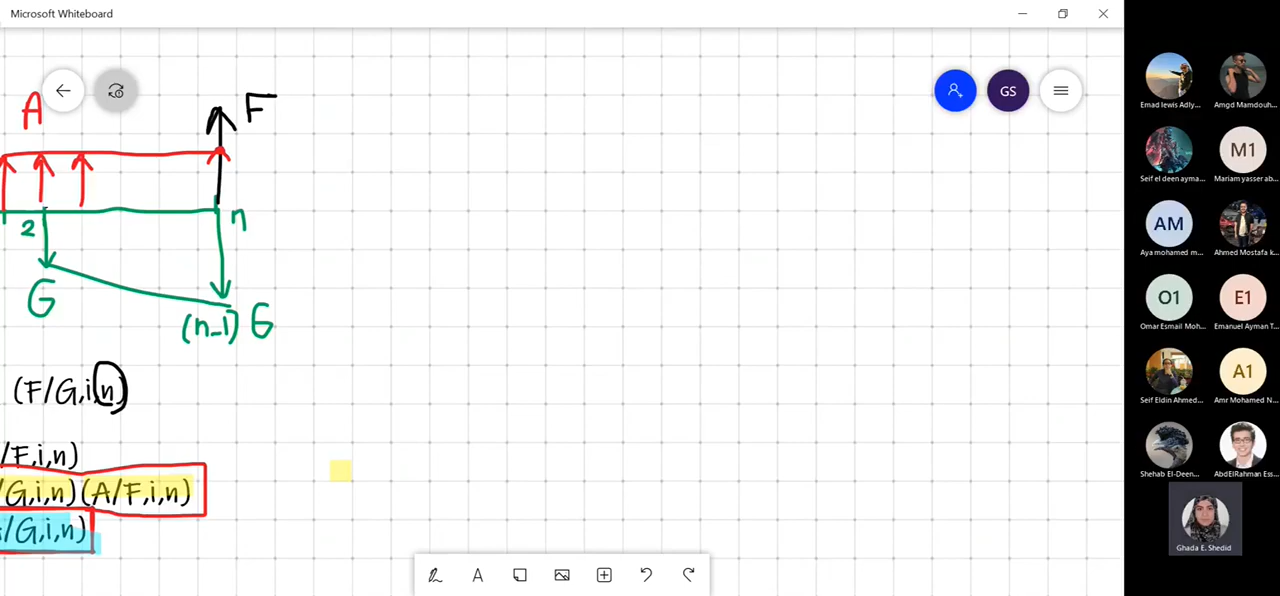 Microsoft Whiteboard
GS
A
F
2
n
G
(n-1) G
(F/G,i,n)
/F,i,n)
/G,i,n) (A/F,i,n)
/G,i,n)
A
Emad lewis Adly...
Amgd Mamdouh...
M1
Seif el deen ayma...
Mariam yasser ab...
AM
Aya mohamed m...
Ahmed Mostafa k...
O1
E1
Omar Esmail Moh...
Emanuel Ayman T...
A1
Seif Eldin Ahmed...
Amr Mohamed N...
Shehab El-Deen...
AbdElRahman Ess...
Ghada E. Shedid